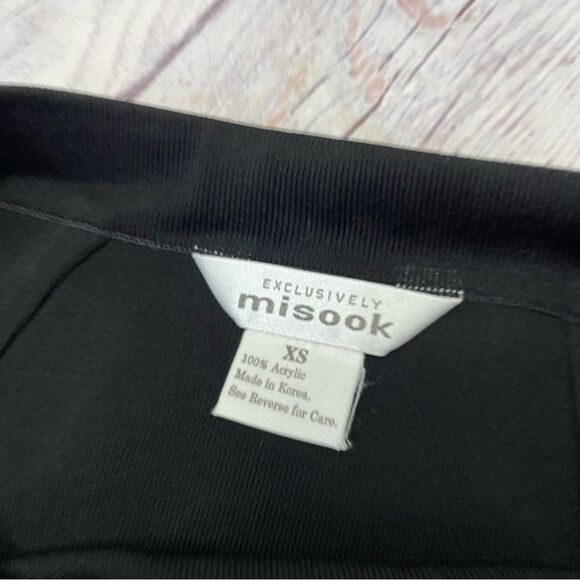 EXCLUSIVELY
misook
XS
100% Acrylic
Made in Korea.
See Reverse for Care.